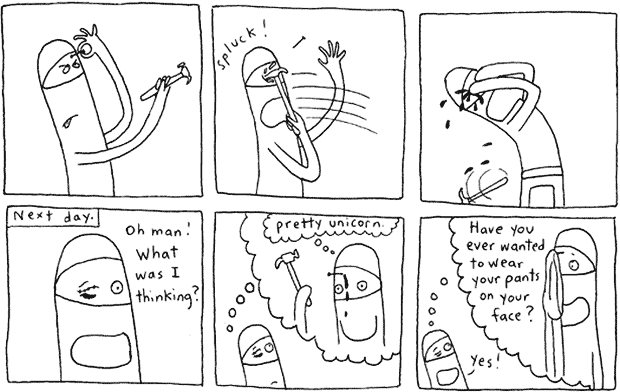 spluck!
Next day.
Oh man!
What
was I
thinking?
pretty unicorn.
Have you
ever wanted
to wear
your pants
on your
face?
Yes!